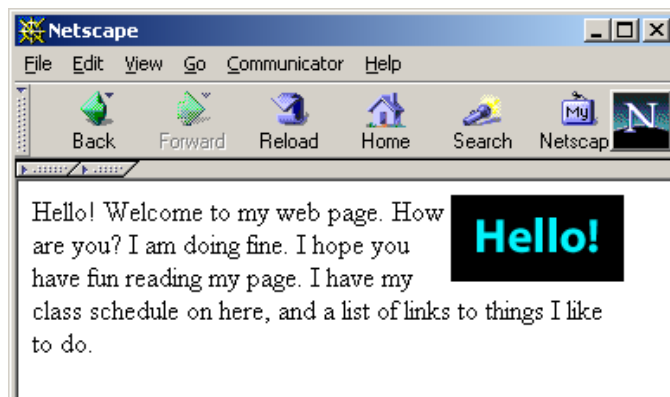 Netscape
File Edit View Go Communicator Help
Back Forward Reload Home Search My Netscap N
Hello! Welcome to my web page. How
are you? I am doing fine. I hope you
have fun reading my page. I have my
class schedule on here, and a list of links to things I like
to do.
Hello!